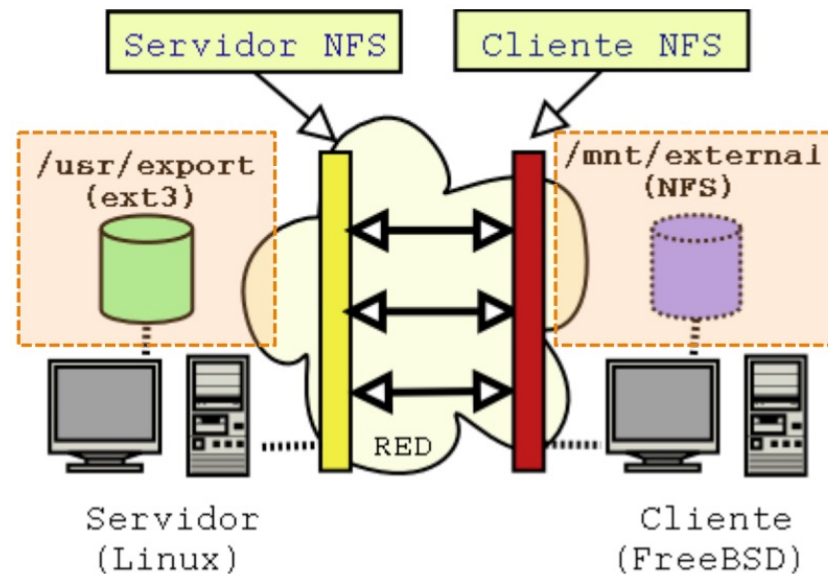 Servidor NFS
Cliente NFS
/usr/export
(ext3)
/mnt/external
(NFS)
RED
Servidor
(Linux)
Cliente
(FreeBSD)